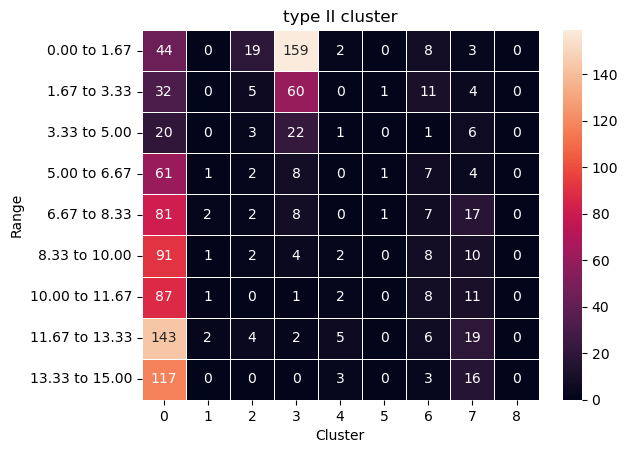 type II cluster
Range
0.00 to 1.67 44 0 19 159 2 0 8 3 0
1.67 to 3.33 32 0 5 60 0 1 11 4 0
3.33 to 5.00 20 0 3 22 1 0 1 6 0
5.00 to 6.67 61 1 2 8 0 1 7 4 0
6.67 to 8.33 81 2 2 8 0 1 7 17 0
8.33 to 10.00 91 1 2 4 2 0 8 10 0
10.00 to 11.67 87 1 0 1 2 0 8 11 0
11.67 to 13.33 143 2 4 2 5 0 6 19 0
13.33 to 15.00 117 0 0 0 3 0 3 16 0
0 1 2 3 4 5 6 7 8
Cluster
140
120
100
80
60
40
20
0